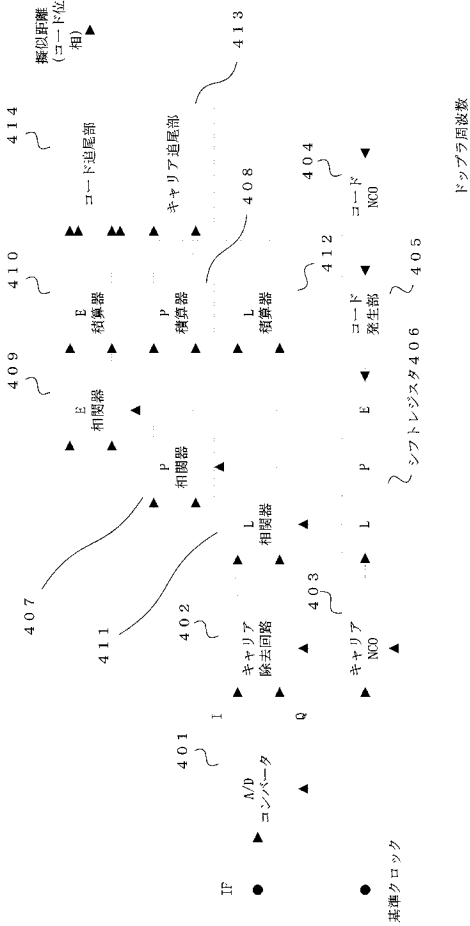 414
擬似距離
(コード位
相)
コード追尾部
410
413
キャリア追尾部
409
E
積算器
408
E
相関器
P
積算器
404
407
P
相関器
412
L
積算器
コード
NCO
ドップラ周波数
411
L
相関器
405
コード
発生部
402
シフトレジスタ406
L
P
E
403
キャリア
除去回路
キャリア
NCO
I
Q
401
A/D
コンバータ
IF
基準クロック